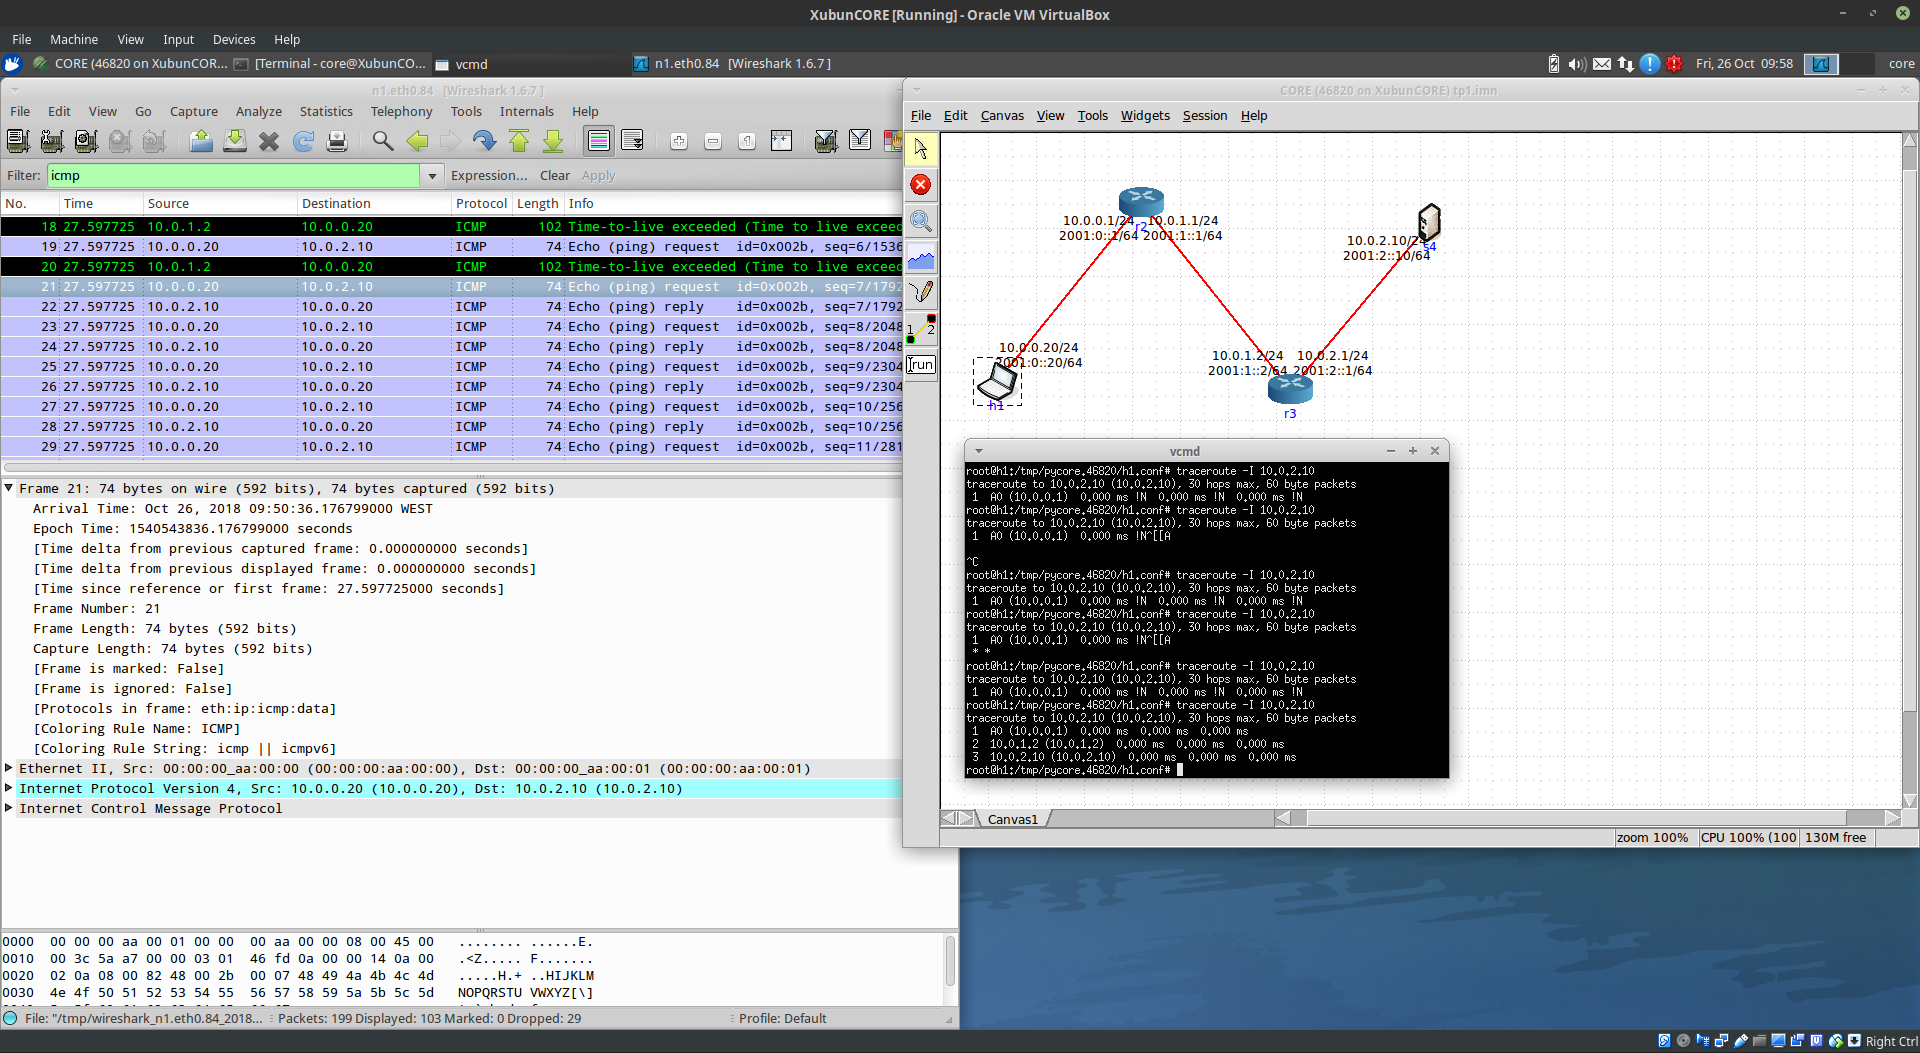 XubunCORE [Running] - Oracle VM VirtualBox
File Machine View Input Devices Help
CORE (46820 on XubunCOR... [Terminal - core@XubunCO... vcmd n1.eth0.84 [Wireshark 1.6.7 ] Fri, 26 Oct 09:58 core
n1.eth0.84 [Wireshark 1.6.7 ]
File Edit View Go Capture Analyze Statistics Telephony Tools Internals Help
Filter: icmp Expression... Clear Apply
No. Time Source Destination Protocol Length Info
18 27.597725 10.0.1.2 10.0.0.20 ICMP 102 Time-to-live exceeded (Time to live exceed
19 27.597725 10.0.0.20 10.0.2.10 ICMP 74 Echo (ping) request id=0x002b, seq=6/1536
20 27.597725 10.0.1.2 10.0.0.20 ICMP 102 Time-to-live exceeded (Time to live exceed
21 27.597725 10.0.0.20 10.0.2.10 ICMP 74 Echo (ping) request id=0x002b, seq=7/1792
22 27.597725 10.0.2.10 10.0.0.20 ICMP 74 Echo (ping) reply id=0x002b, seq=7/1792
23 27.597725 10.0.0.20 10.0.2.10 ICMP 74 Echo (ping) request id=0x002b, seq=8/2048
24 27.597725 10.0.2.10 10.0.0.20 ICMP 74 Echo (ping) reply id=0x002b, seq=8/2048
25 27.597725 10.0.0.20 10.0.2.10 ICMP 74 Echo (ping) request id=0x002b, seq=9/2304
26 27.597725 10.0.2.10 10.0.0.20 ICMP 74 Echo (ping) reply id=0x002b, seq=9/2304
27 27.597725 10.0.0.20 10.0.2.10 ICMP 74 Echo (ping) request id=0x002b, seq=10/256
28 27.597725 10.0.2.10 10.0.0.20 ICMP 74 Echo (ping) reply id=0x002b, seq=10/256
29 27.597725 10.0.0.20 10.0.2.10 ICMP 74 Echo (ping) request id=0x002b, seq=11/281
Frame 21: 74 bytes on wire (592 bits), 74 bytes captured (592 bits)
Arrival Time: Oct 26, 2018 09:50:36.176799000 WEST
Epoch Time: 1540543836.176799000 seconds
[Time delta from previous captured frame: 0.000000000 seconds]
[Time delta from previous displayed frame: 0.000000000 seconds]
[Time since reference or first frame: 27.597725000 seconds]
Frame Number: 21
Frame Length: 74 bytes (592 bits)
Capture Length: 74 bytes (592 bits)
[Frame is marked: False]
[Frame is ignored: False]
[Protocols in frame: eth:ip:icmp:data]
[Coloring Rule Name: ICMP]
[Coloring Rule String: icmp || icmpv6]
Ethernet II, Src: 00:00:00_aa:00:00 (00:00:00:aa:00:00), Dst: 00:00:00_aa:00:01 (00:00:00:aa:00:01)
Internet Protocol Version 4, Src: 10.0.0.20 (10.0.0.20), Dst: 10.0.2.10 (10.0.2.10)
Internet Control Message Protocol
0000 00 00 00 aa 00 01 00 00 00 aa 00 00 08 00 45 00 ........ ......E.
0010 00 3c 5a a7 00 00 03 01 46 fd 0a 00 00 14 0a 00 .<Z..... F.......
0020 02 0a 08 00 82 48 00 2b 00 07 48 49 4a 4b 4c 4d .....H.+ ..HIJKLM
0030 4e 4f 50 51 52 53 54 55 56 57 58 59 5a 5b 5c 5d NOPQRSTU VWXYZ[\]
File: "/tmp/wireshark_n1.eth0.84_2018... Packets: 199 Displayed: 103 Marked: 0 Dropped: 29 Profile: Default
CORE (46820 on XubunCORE) tp1.imn
File Edit Canvas View Tools Widgets Session Help
1 2
run
10.0.0.1/24 10.0.1.1/24
r2
2001:0::1/64 2001:1::1/64
10.0.2.10/24
s4
2001:2::10/64
10.0.0.20/24
2001:0::20/64
h1
10.0.1.2/24 10.0.2.1/24
2001:1::2/64 2001:2::1/64
r3
vcmd
root@h1:/tmp/pycore.46820/h1.conf# traceroute -I 10.0.2.10
traceroute to 10.0.2.10 (10.0.2.10), 30 hops max, 60 byte packets
1 A0 (10.0.0.1) 0.000 ms !N 0.000 ms !N 0.000 ms !N
root@h1:/tmp/pycore.46820/h1.conf# traceroute -I 10.0.2.10
traceroute to 10.0.2.10 (10.0.2.10), 30 hops max, 60 byte packets
1 A0 (10.0.0.1) 0.000 ms !N^[[A
^C
root@h1:/tmp/pycore.46820/h1.conf# traceroute -I 10.0.2.10
traceroute to 10.0.2.10 (10.0.2.10), 30 hops max, 60 byte packets
1 A0 (10.0.0.1) 0.000 ms !N 0.000 ms !N 0.000 ms !N
root@h1:/tmp/pycore.46820/h1.conf# traceroute -I 10.0.2.10
traceroute to 10.0.2.10 (10.0.2.10), 30 hops max, 60 byte packets
1 A0 (10.0.0.1) 0.000 ms !N^[[A
* *
root@h1:/tmp/pycore.46820/h1.conf# traceroute -I 10.0.2.10
traceroute to 10.0.2.10 (10.0.2.10), 30 hops max, 60 byte packets
1 A0 (10.0.0.1) 0.000 ms !N 0.000 ms !N 0.000 ms !N
root@h1:/tmp/pycore.46820/h1.conf# traceroute -I 10.0.2.10
traceroute to 10.0.2.10 (10.0.2.10), 30 hops max, 60 byte packets
1 A0 (10.0.0.1) 0.000 ms 0.000 ms 0.000 ms
2 10.0.1.2 (10.0.1.2) 0.000 ms 0.000 ms 0.000 ms
3 10.0.2.10 (10.0.2.10) 0.000 ms 0.000 ms 0.000 ms
root@h1:/tmp/pycore.46820/h1.conf#
Canvas1
zoom 100% CPU 100% (100 130M free
Right Ctrl